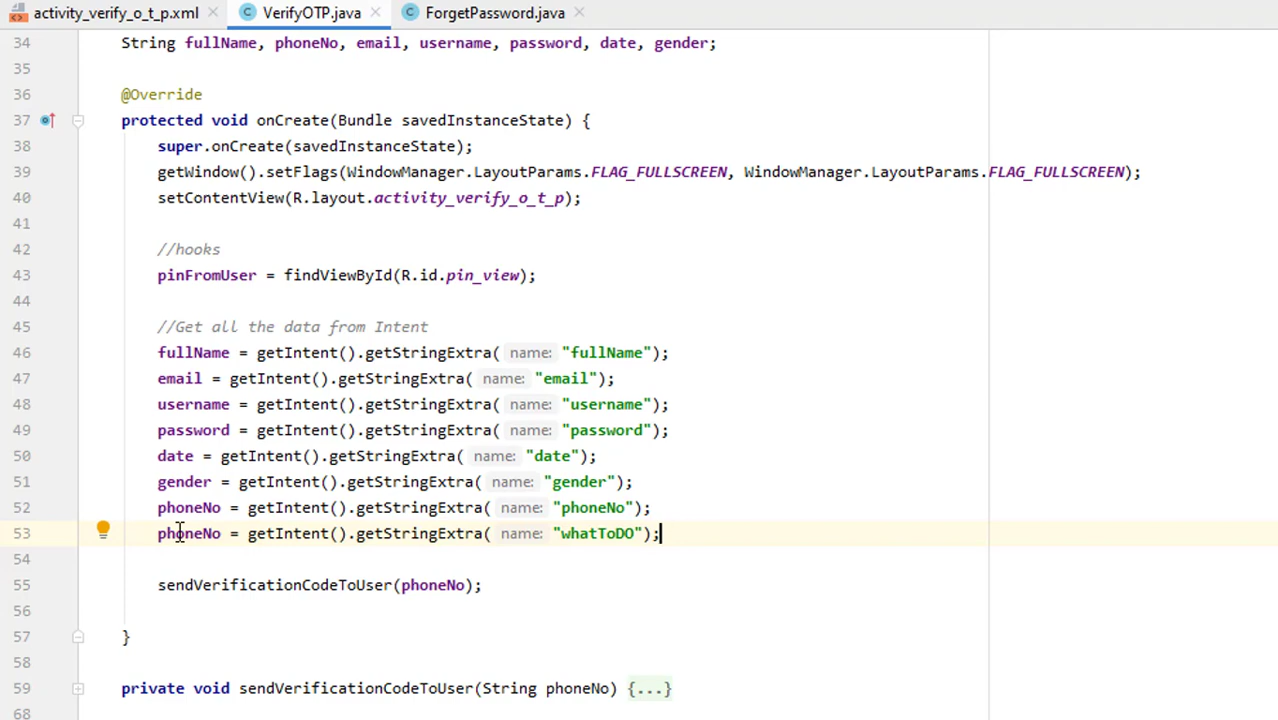 activity_verify_o_t_p.xml VerifyOTP.java ForgetPassword.java
34 String fullName, phoneNo, email, username, password, date, gender;
35
36 @Override
37 protected void onCreate(Bundle savedInstanceState) {
38 super.onCreate(savedInstanceState);
39 getWindow().setFlags(WindowManager.LayoutParams.FLAG_FULLSCREEN, WindowManager.LayoutParams.FLAG_FULLSCREEN);
40 setContentView(R.layout.activity_verify_o_t_p);
41
42 //hooks
43 pinFromUser = findViewById(R.id.pin_view);
44
45 //Get all the data from Intent
46 fullName = getIntent().getStringExtra( name: "fullName");
47 email = getIntent().getStringExtra( name: "email");
48 username = getIntent().getStringExtra( name: "username");
49 password = getIntent().getStringExtra( name: "password");
50 date = getIntent().getStringExtra( name: "date");
51 gender = getIntent().getStringExtra( name: "gender");
52 phoneNo = getIntent().getStringExtra( name: "phoneNo");
53 phoneNo = getIntent().getStringExtra( name: "whatToDO");
54
55 sendVerificationCodeToUser(phoneNo);
56
57 }
58
59 private void sendVerificationCodeToUser(String phoneNo) {...}
68